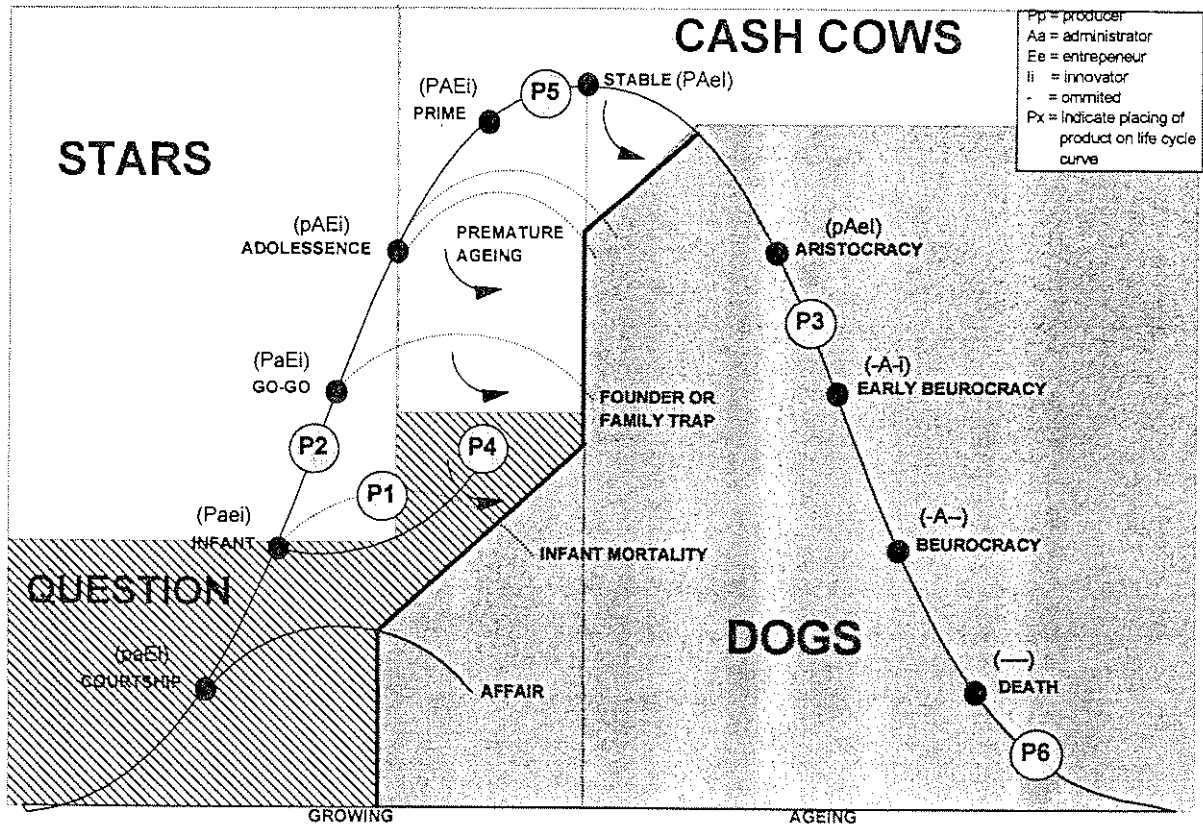 CASH COWS
Pp = producer
Aa = administrator
Ee = entrepeneur
Ii = innovator
- = ommited
Px = Indicate placing of
product on life cycle
curve
(PAEi)
PRIME
P5
STABLE (PAeI)
STARS
(pAEi)
ADOLESSENCE
PREMATURE
AGEING
(pAeI)
ARISTOCRACY
P3
(PaEi)
GO-GO
(-A-i)
EARLY BEUROCRACY
FOUNDER OR
FAMILY TRAP
P2
P4
P1
(Paei)
INFANT
INFANT MORTALITY
(-A--)
BEUROCRACY
QUESTION
(paEi)
COURTSHIP
AFFAIR
DOGS
(----)
DEATH
P6
GROWING
AGEING